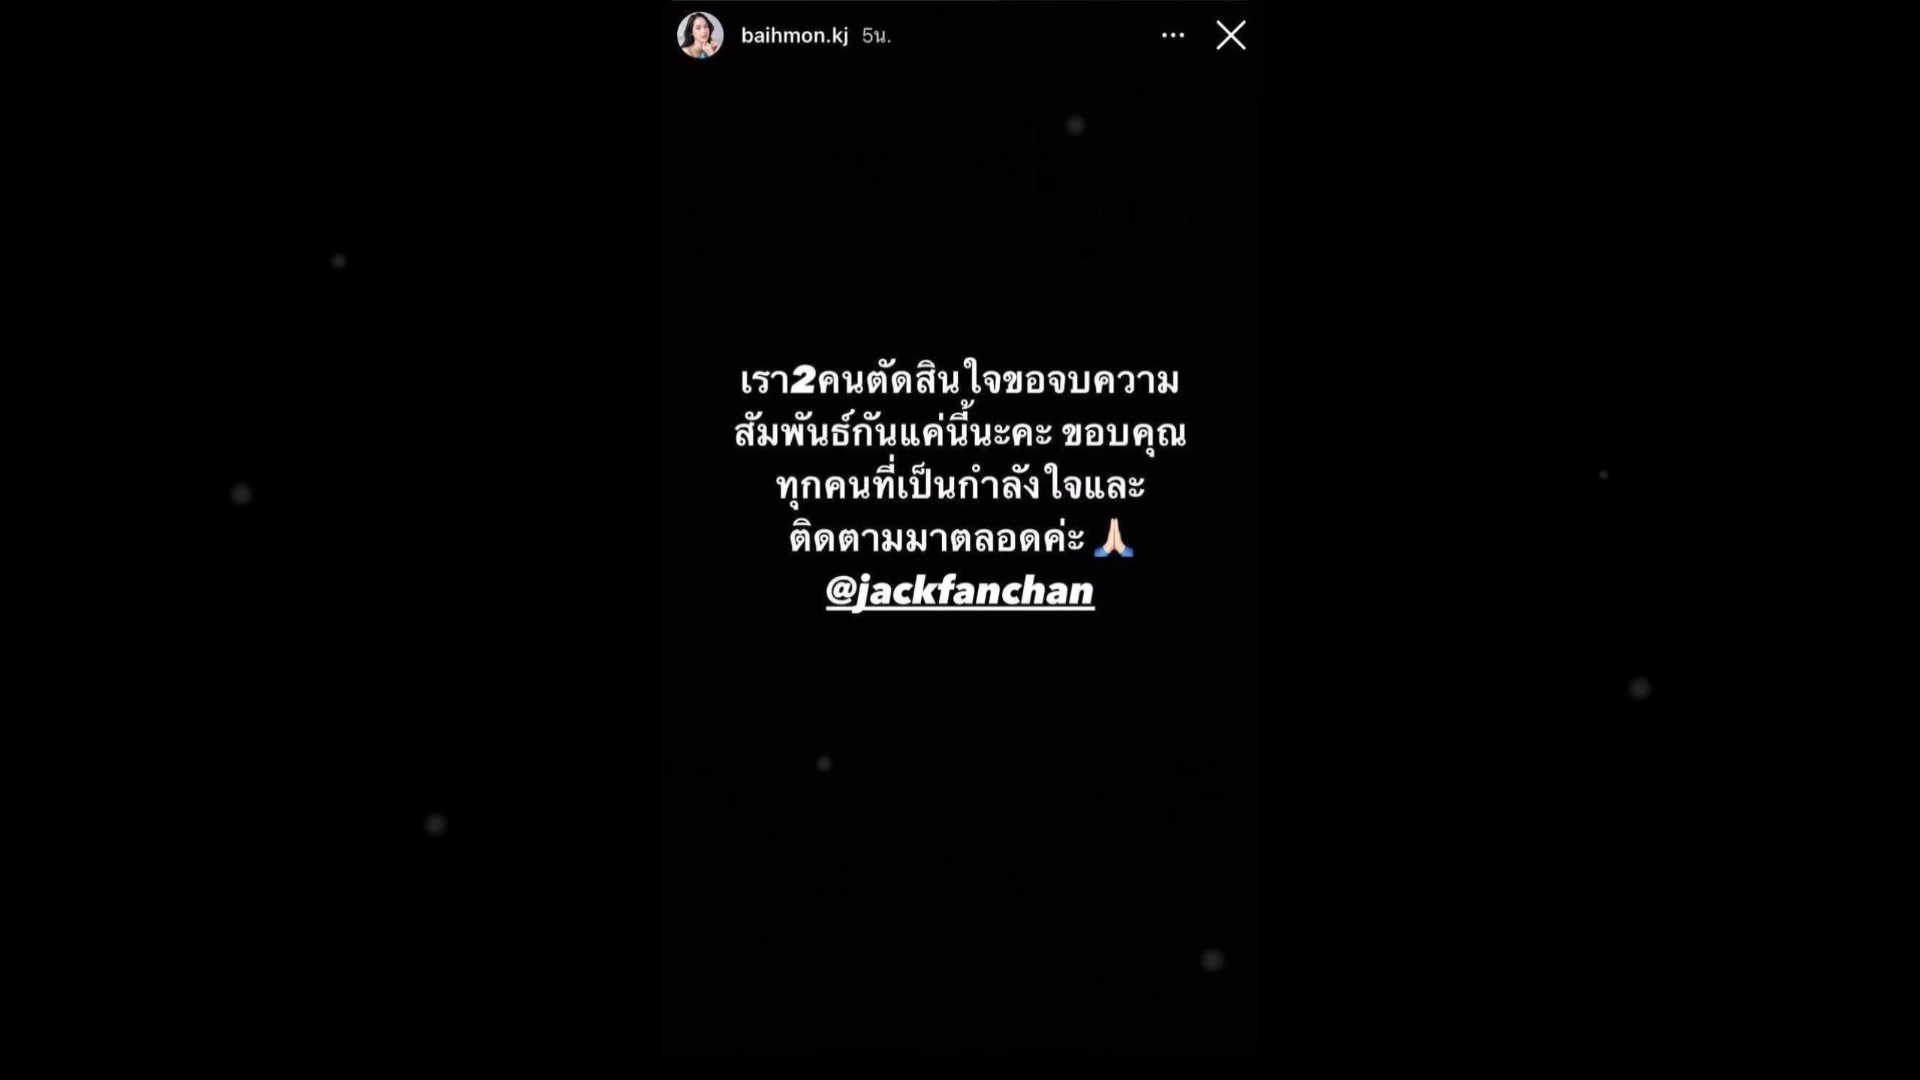 baihmon.kj 5น.
เรา2คนตัดสินใจขอจบความ
สัมพันธ์กันแค่นี้นะคะ ขอบคุณ
ทุกคนที่เป็นกำลังใจและ
ติดตามมาตลอดค่ะ 🙏🏻
@jackfanchan